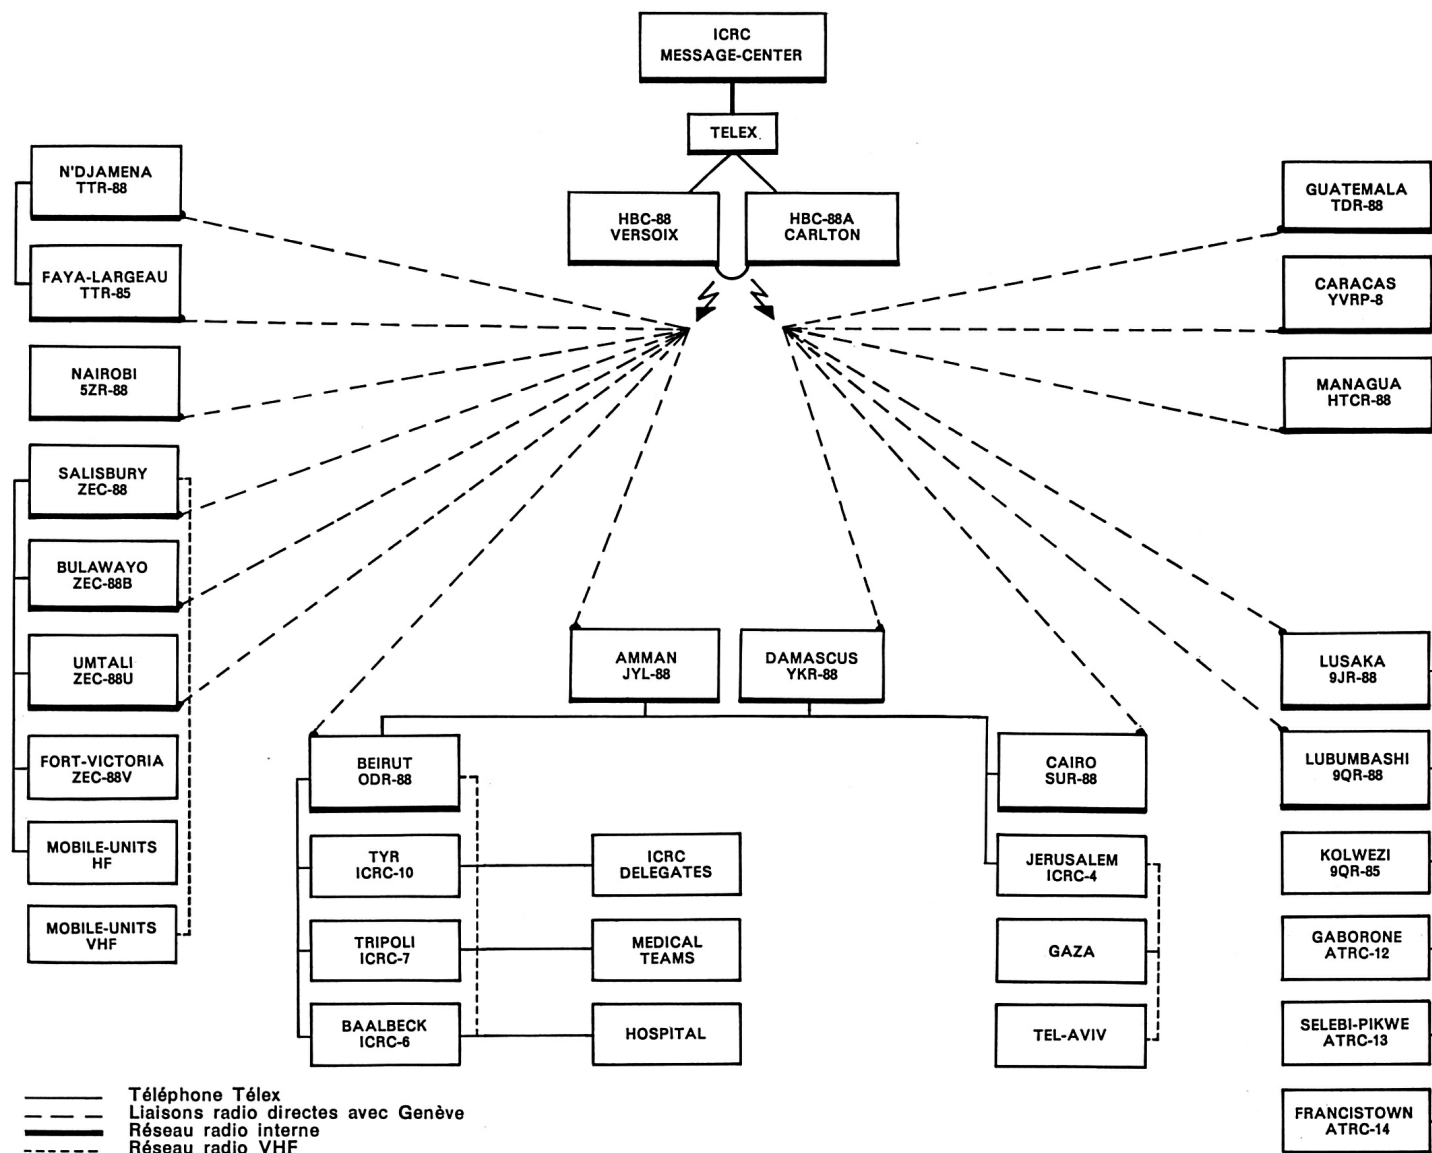 ICRC
MESSAGE-CENTER
TELEX
HBC-88
VERSOIX
HBC-88A
CARLTON
N'DJAMENA
TTR-88
FAYA-LARGEAU
TTR-85
NAIROBI
5ZR-88
SALISBURY
ZEC-88
BULAWAYO
ZEC-88B
UMTALI
ZEC-88U
FORT-VICTORIA
ZEC-88V
MOBILE-UNITS
HF
MOBILE-UNITS
VHF
GUATEMALA
TDR-88
CARACAS
YVRP-8
MANAGUA
HTCR-88
AMMAN
JYL-88
DAMASCUS
YKR-88
BEIRUT
ODR-88
TYR
ICRC-10
TRIPOLI
ICRC-7
BAALBECK
ICRC-6
ICRC
DELEGATES
MEDICAL
TEAMS
HOSPITAL
CAIRO
SUR-88
JERUSALEM
ICRC-4
GAZA
TEL-AVIV
LUSAKA
9JR-88
LUBUMBASHI
9QR-88
KOLWEZI
9QR-85
GABORONE
ATRC-12
SELEBI-PIKWE
ATRC-13
FRANCISTOWN
ATRC-14
Téléphone Télex
Liaisons radio directes avec Genève
Réseau radio interne
Réseau radio VHF